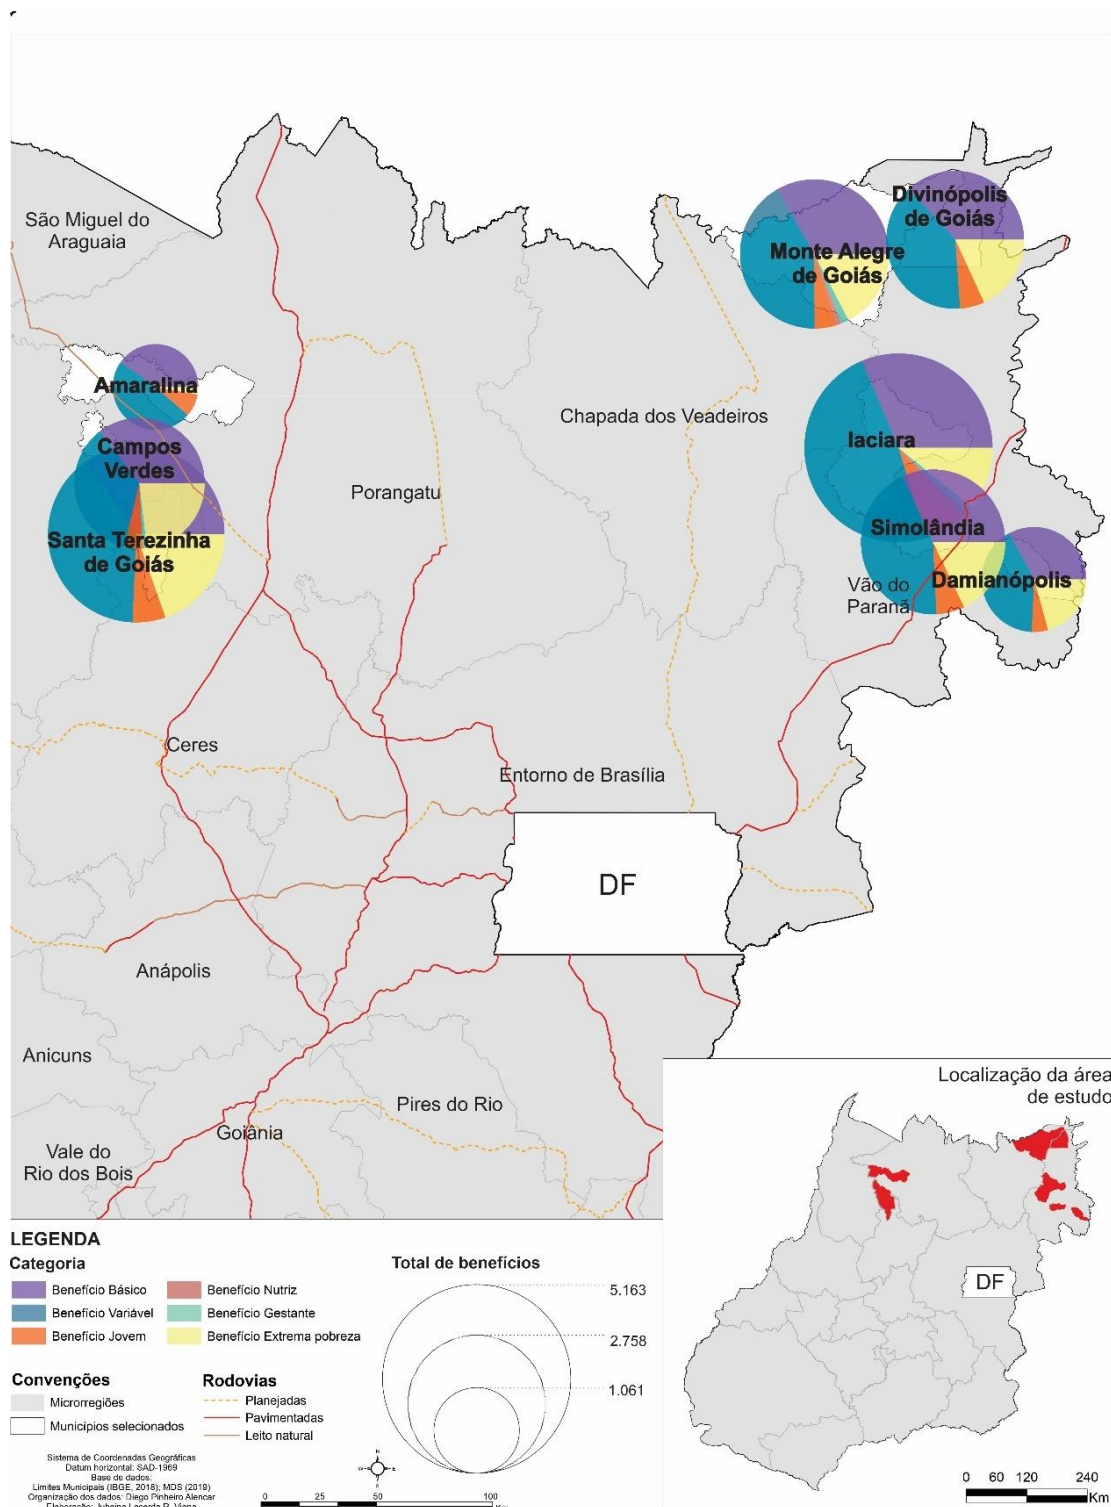 São Miguel do
Araguaia
Divinópolis
de Goiás
Monte Alegre
de Goiás
Amaralina
Campos
Verdes
Chapada dos Veadeiros
Iaciara
Porangatu
Santa Terezinha
de Goiás
Simolândia
Damianópolis
Vão do
Paranã
Ceres
Entorno de Brasília
DF
Anápolis
Anicuns
Pires do Rio
Goiânia
Vale do
Rio dos Bois
Localização da área
de estudo
DF
0 60 120 240
Km
LEGENDA
Categoria
Benefício Básico
Benefício Variável
Benefício Jovem
Benefício Nutriz
Benefício Gestante
Benefício Extrema pobreza
Total de benefícios
5.163
2.758
1.061
Convenções
Microrregiões
Municípios selecionados
Rodovias
Planejadas
Pavimentadas
Leito natural
Sistema de Coordenadas Geográficas
Datum horizontal: SAD-1969
Base de dados:
Limites Municipais (IBGE, 2018); MDS (2019)
Organização dos dados: Diego Pinheiro Alencar
N
W E
S
0 25 50 100